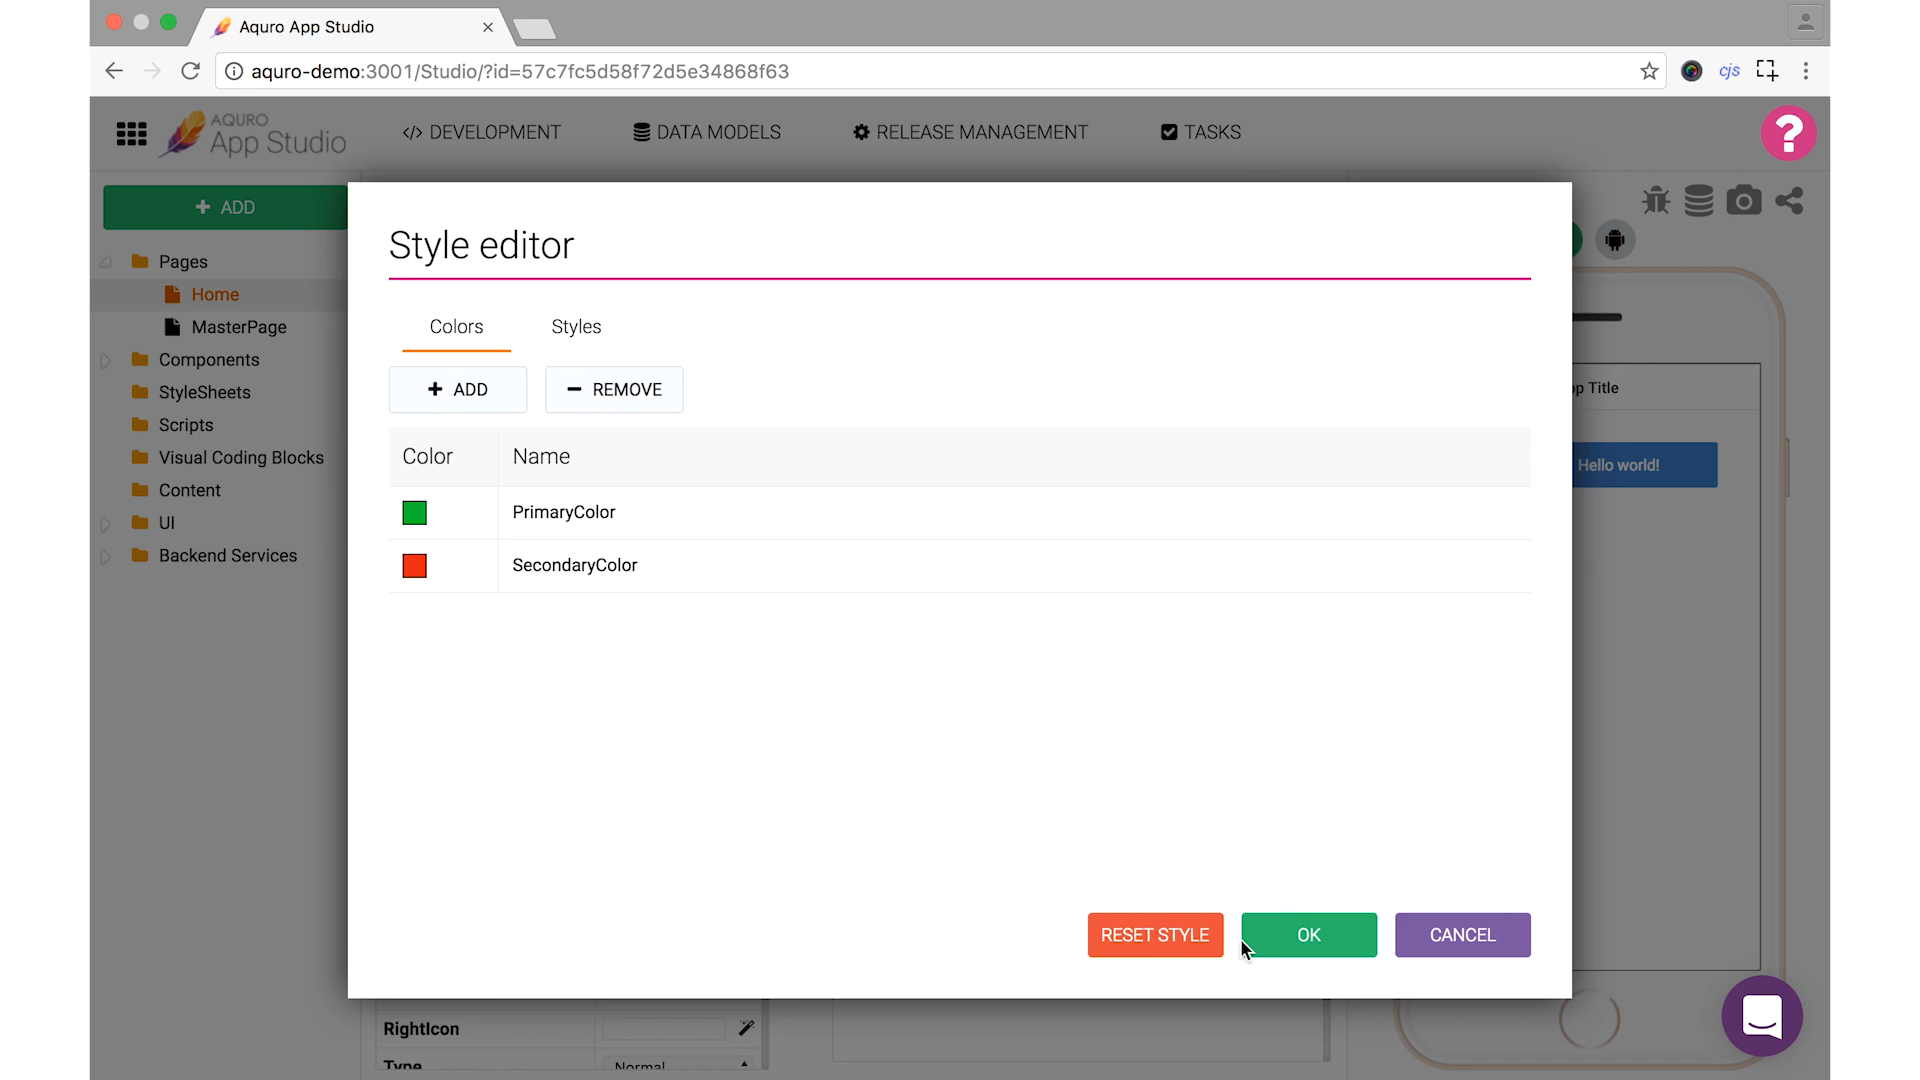 Aquro App Studio
aquro-demo:3001/Studio/?id=57c7fc5d58f72d5e34868f63
cjs
AQURO
App Studio
</> DEVELOPMENT
DATA MODELS
RELEASE MANAGEMENT
TASKS
?
+ ADD
Pages
Home
MasterPage
Components
StyleSheets
Scripts
Visual Coding Blocks
Content
UI
Backend Services
Style editor
Colors
Styles
+ ADD
− REMOVE
Color
Name
PrimaryColor
SecondaryColor
RESET STYLE
OK
CANCEL
Title
Hello world!
RightIcon
Type
Normal